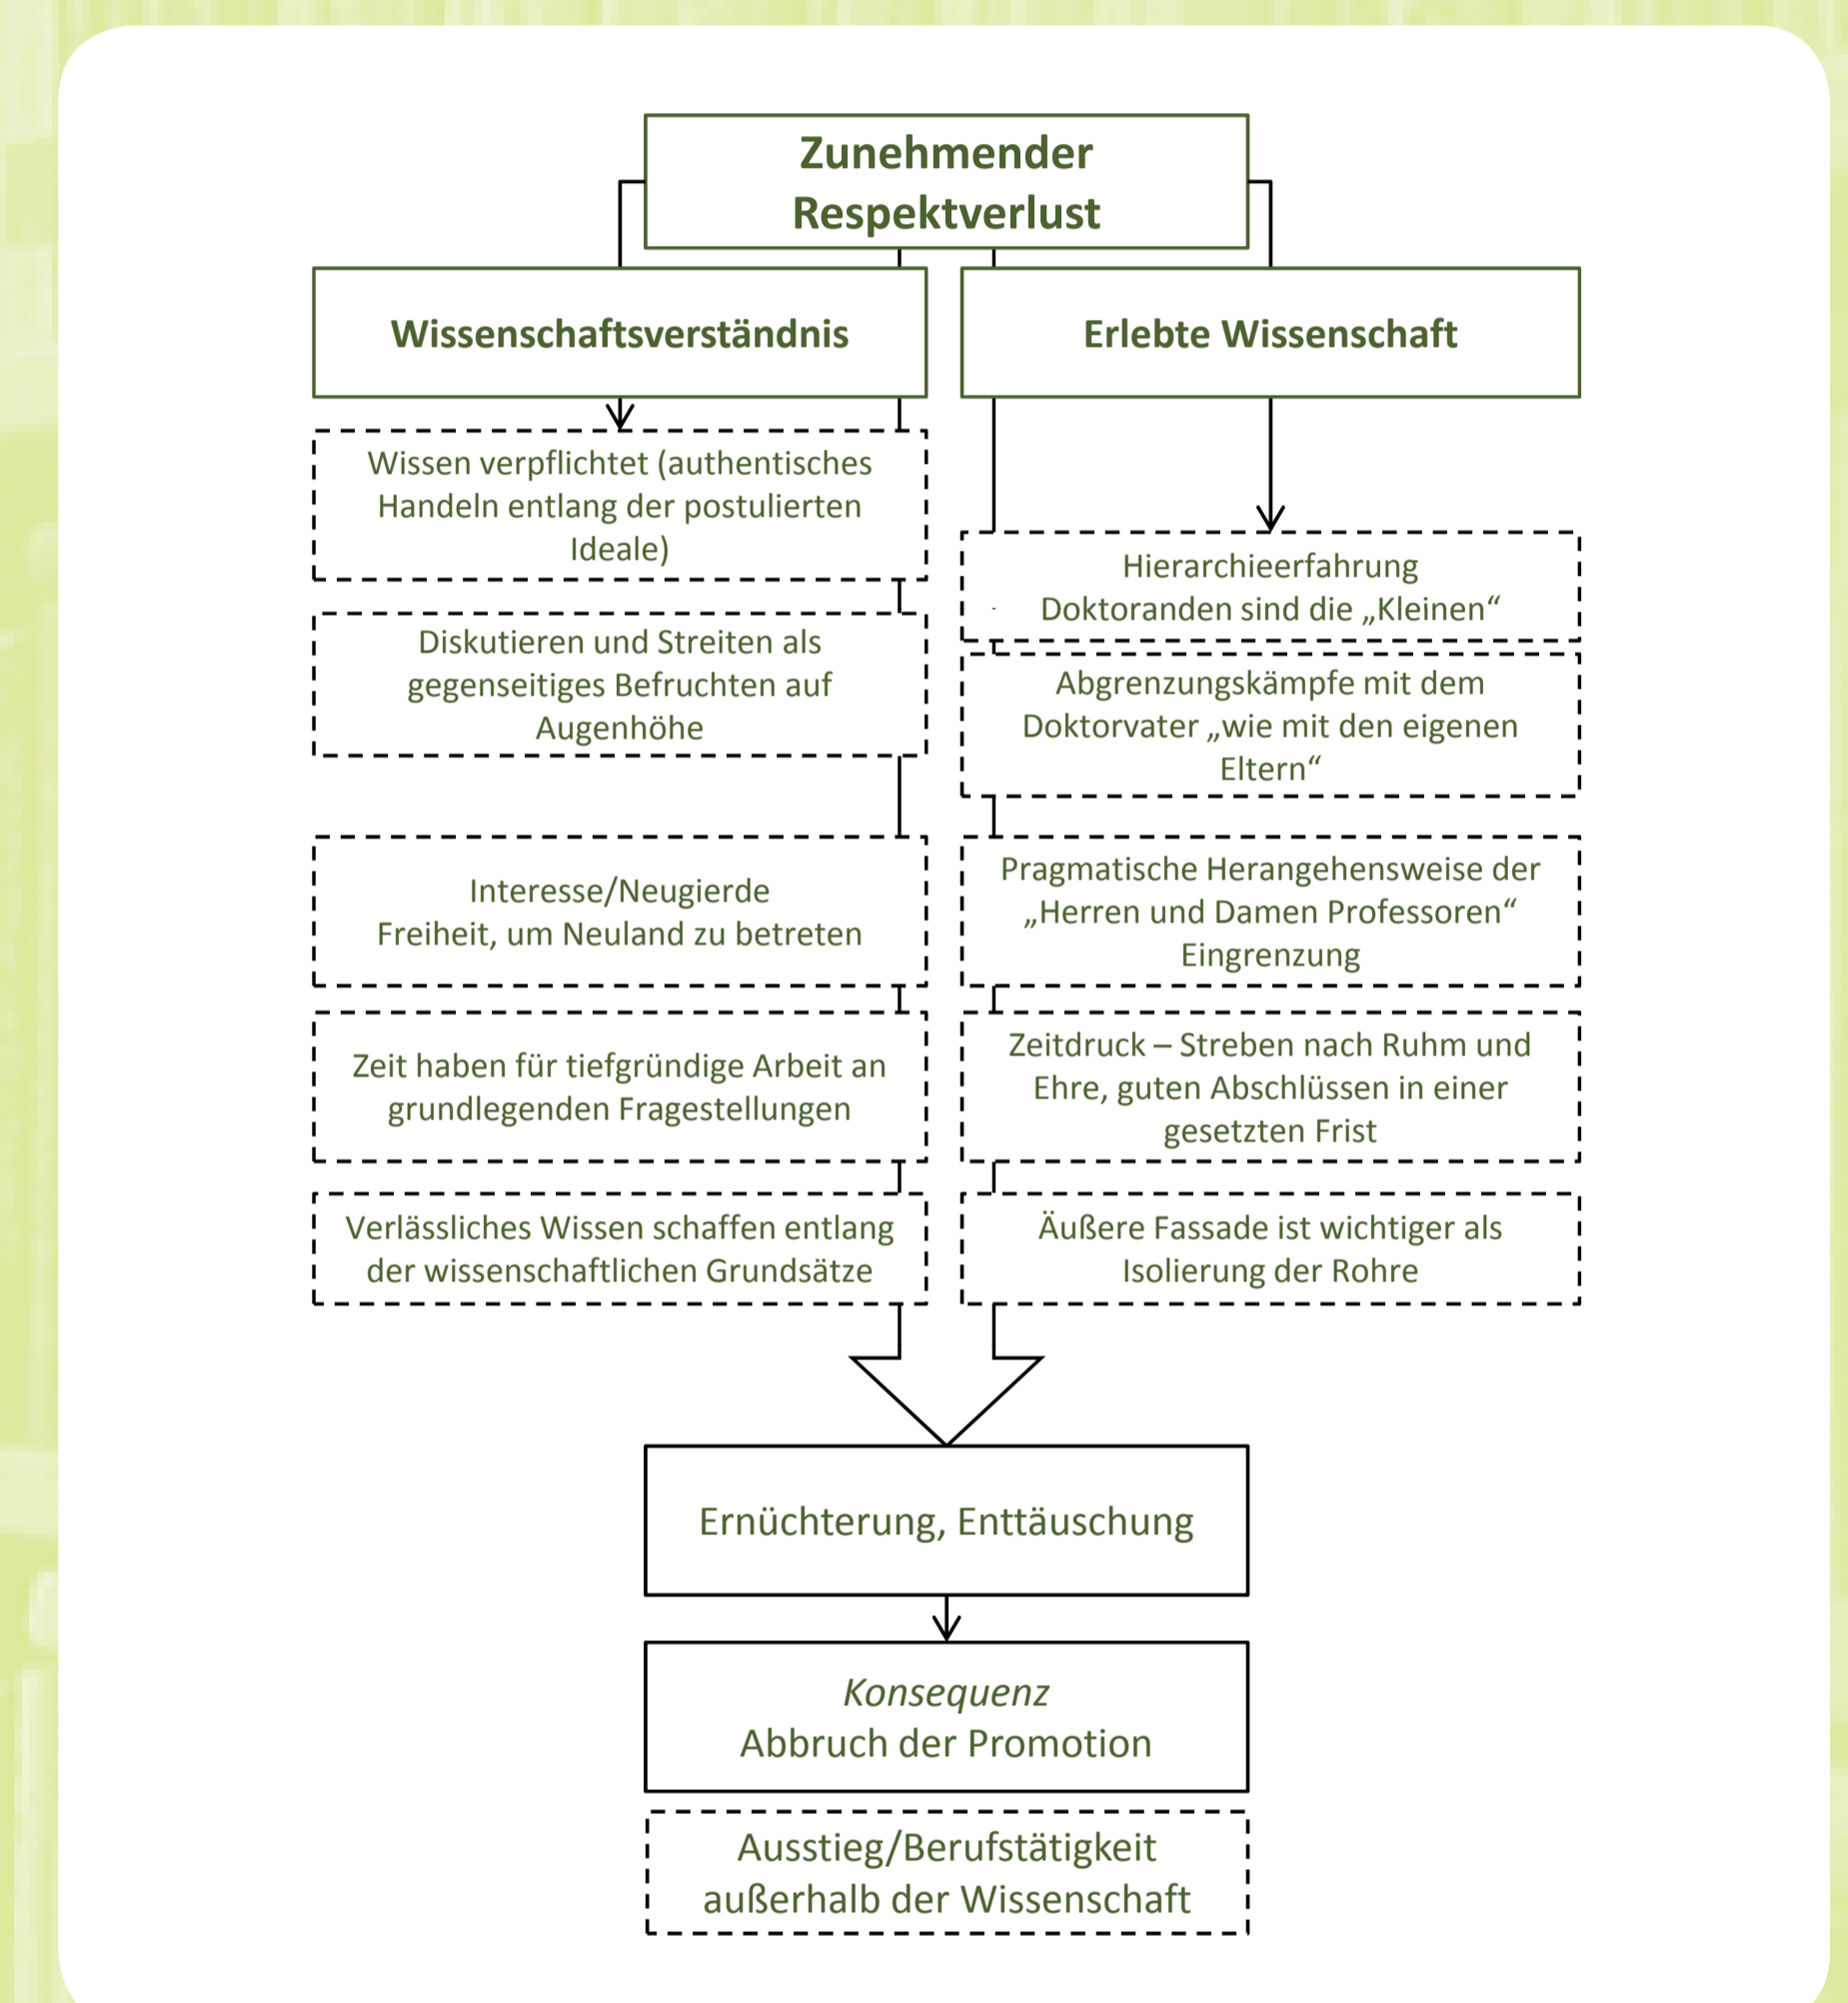 Zunehmender
Respektverlust
Wissenschaftsverständnis
Wissen verpflichtet (authentisches
Handeln entlang der postulierten
Ideale)
Diskutieren und Streiten als
gegenseitiges Befruchten auf
Augenhöhe
Interesse/Neugierde
Freiheit, um Neuland zu betreten
Zeit haben für tiefgründige Arbeit an
grundlegenden Fragestellungen
Verlässliches Wissen schaffen entlang
der wissenschaftlichen Grundsätze
Erlebte Wissenschaft
Hierarchieerfahrung
Doktoranden sind die „Kleinen“
Abgrenzungskämpfe mit dem
Doktorvater „wie mit den eigenen
Eltern“
Pragmatische Herangehensweise der
„Herren und Damen Professoren“
Eingrenzung
Zeitdruck – Streben nach Ruhm und
Ehre, guten Abschlüssen in einer
gesetzten Frist
Äußere Fassade ist wichtiger als
Isolierung der Rohre
Ernüchterung, Enttäuschung
Konsequenz
Abbruch der Promotion
Ausstieg/Berufstätigkeit
außerhalb der Wissenschaft